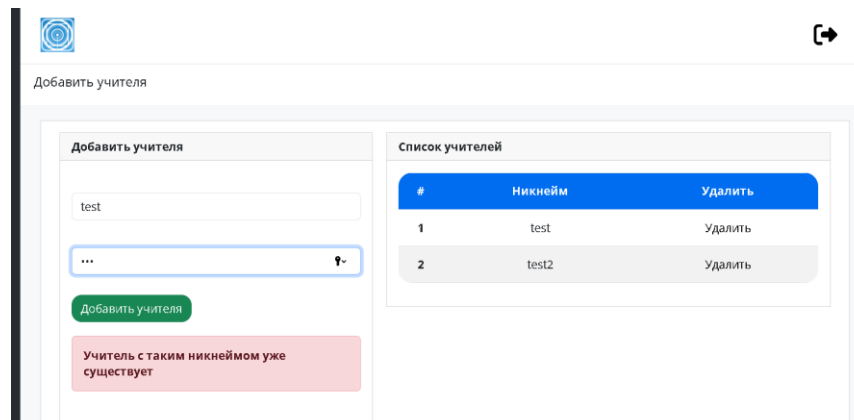 Добавить учителя
Добавить учителя
test
•••
Добавить учителя
Учитель с таким никнеймом уже
существует
Список учителей
# Никнейм Удалить
1 test Удалить
2 test2 Удалить